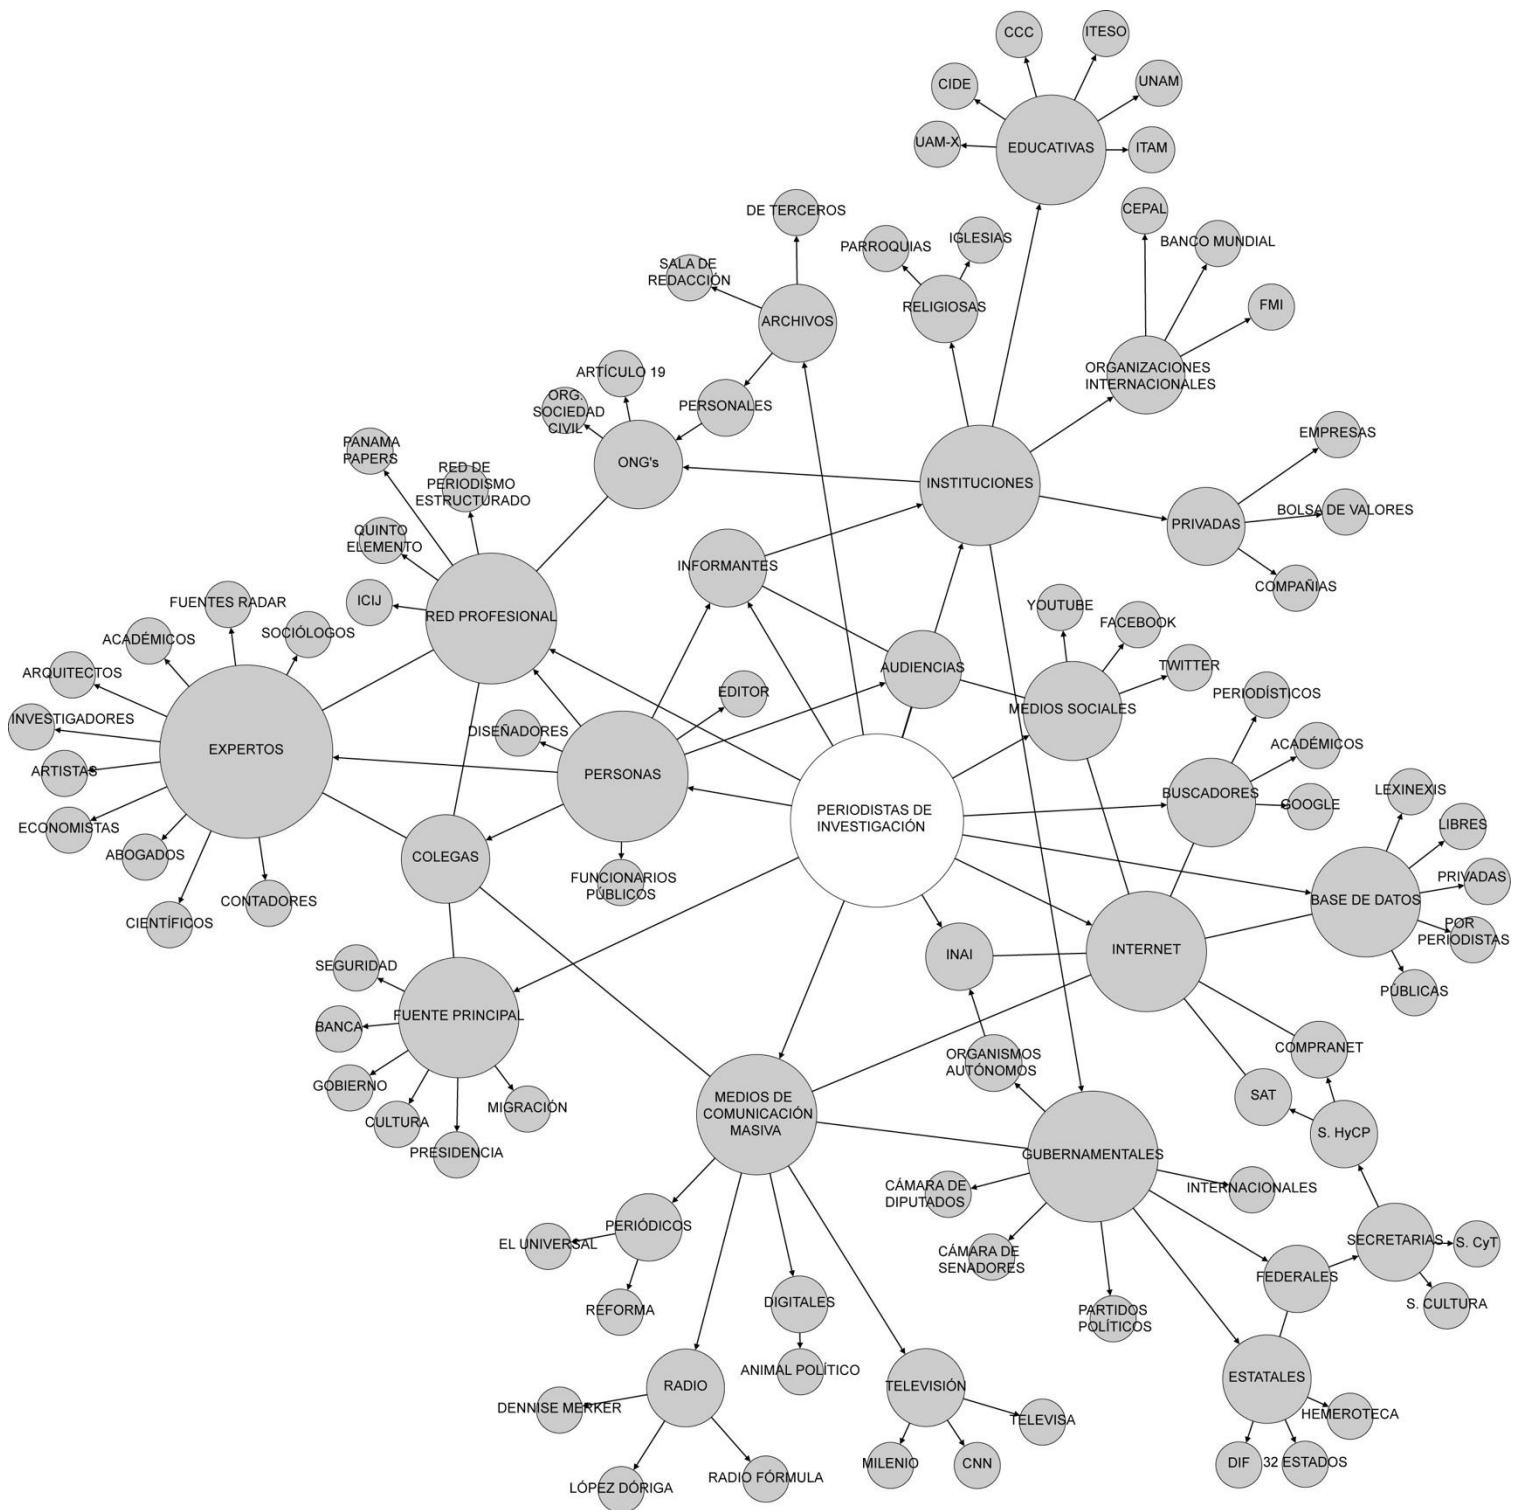 CCC
ITESO
CIDE
UNAM
UAM-X
EDUCATIVAS
ITAM
DE TERCEROS
CEPAL
PARROQUIAS
IGLESIAS
BANCO MUNDIAL
SALA DE
REDACCIÓN
RELIGIOSAS
FMI
ARCHIVOS
ORGANIZACIONES
INTERNACIONALES
ARTÍCULO 19
ORG.
SOCIEDAD
CIVIL
PERSONALES
EMPRESAS
PANAMA
PAPERS
RED DE
PERIODISMO
ESTRUCTURADO
ONG's
INSTITUCIONES
BOLSA DE VALORES
PRIVADAS
QUINTO
ELEMENTO
INFORMANTES
COMPAÑIAS
ICIJ
RED PROFESIONAL
FUENTES RADAR
SOCIÓLOGOS
ACADÉMICOS
YOUTUBE
FACEBOOK
ARQUITECTOS
AUDIENCIAS
TWITTER
EDITOR
PERIODÍSTICOS
INVESTIGADORES
DISEÑADORES
MEDIOS SOCIALES
EXPERTOS
ACADÉMICOS
ARTISTAS
PERSONAS
BUSCADORES
GOOGLE
LEXINEXIS
PERIODISTAS DE
INVESTIGACIÓN
ECONOMISTAS
LIBRES
ABOGADOS
COLEGAS
FUNCIONARIOS
PÚBLICOS
PRIVADAS
CONTADORES
BASE DE DATOS
CIENTÍFICOS
POR
PERIODISTAS
INAI
INTERNET
SEGURIDAD
PÚBLICAS
FUENTE PRINCIPAL
BANCA
COMPRANET
ORGANISMOS
AUTÓNOMOS
GOBIERNO
MIGRACIÓN
SAT
CULTURA
MEDIOS DE
COMUNICACIÓN
MASIVA
S. HyCP
PRESIDENCIA
GUBERNAMENTALES
CÁMARA DE
DIPUTADOS
INTERNACIONALES
PERIÓDICOS
EL UNIVERSAL
SECRETARIAS
S. CyT
CÁMARA DE
SENADORES
FEDERALES
DIGITALES
REFORMA
PARTIDOS
POLÍTICOS
S. CULTURA
ANIMAL POLÍTICO
RADIO
TELEVISIÓN
ESTATALES
DENNISE MERKER
TELEVISA
HEMEROTECA
MILENIO
CNN
DIF
32 ESTADOS
LÓPEZ DÓRIGA
RADIO FÓRMULA